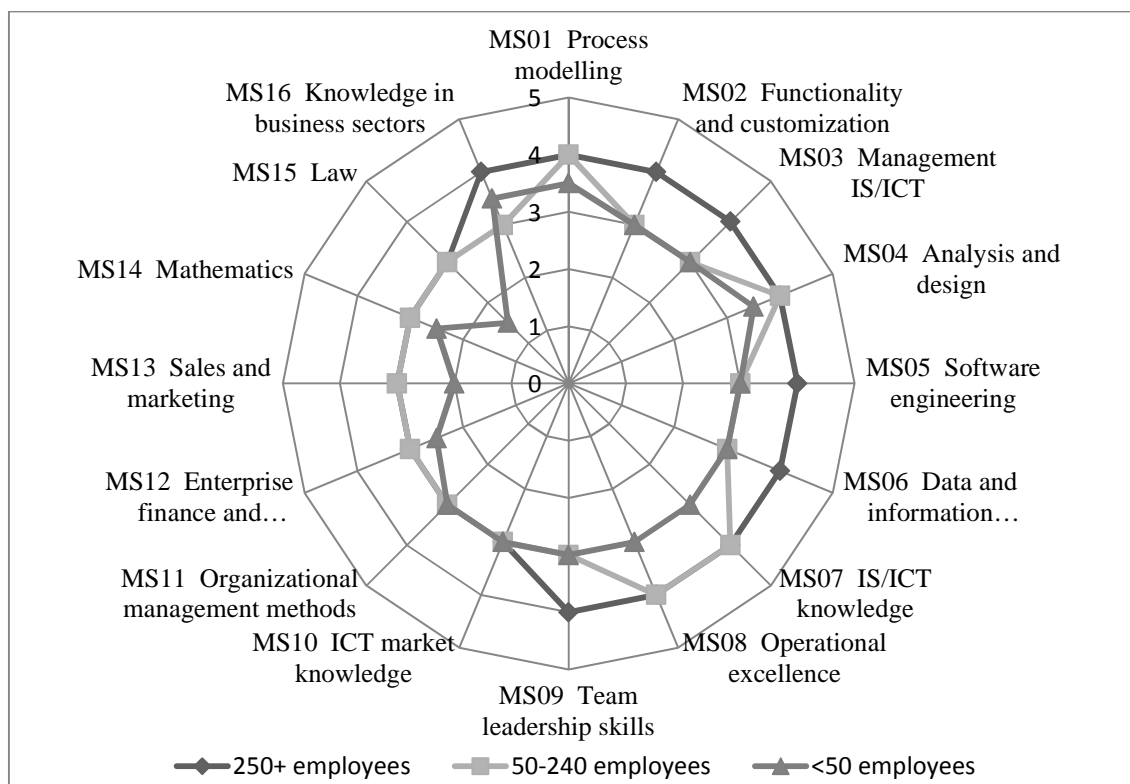 MS01  Process
modelling
MS02  Functionality
and customization
MS03  Management
IS/ICT
MS04  Analysis and
design
MS05  Software
engineering
MS06  Data and
information…
MS07  IS/ICT
knowledge
MS08  Operational
excellence
MS09  Team
leadership skills
MS10  ICT market
knowledge
MS11  Organizational
management methods
MS12  Enterprise
finance and…
MS13  Sales and
marketing
MS14  Mathematics
MS15  Law
MS16  Knowledge in
business sectors
5
4
3
2
1
0
250+ employees
50-240 employees
<50 employees